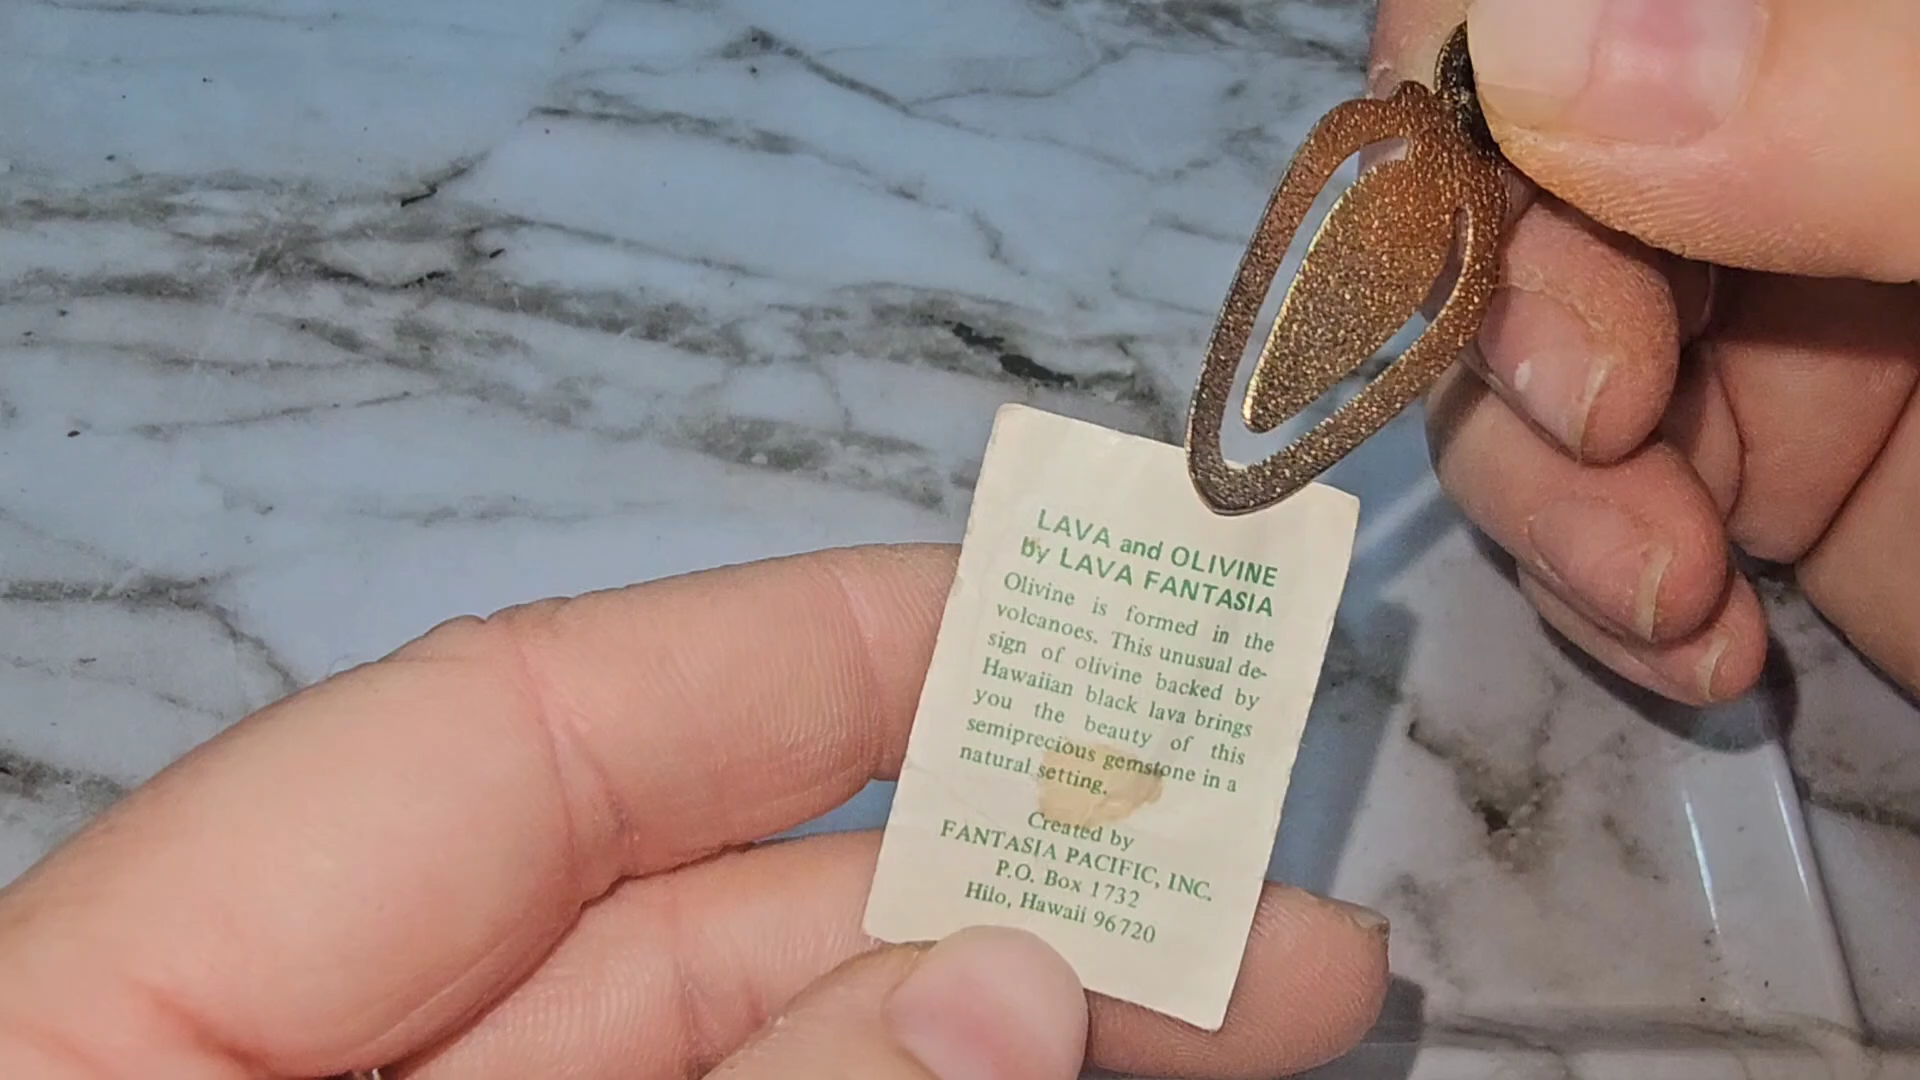 LAVA and OLIVINE
by LAVA FANTASIA
Olivine is formed in the
volcanoes. This unusual de-
sign of olivine backed by
Hawaiian black lava brings
you the beauty of this
semiprecious gemstone in a
natural setting.
Created by
FANTASIA PACIFIC, INC.
P.O. Box 1732
Hilo, Hawaii 96720